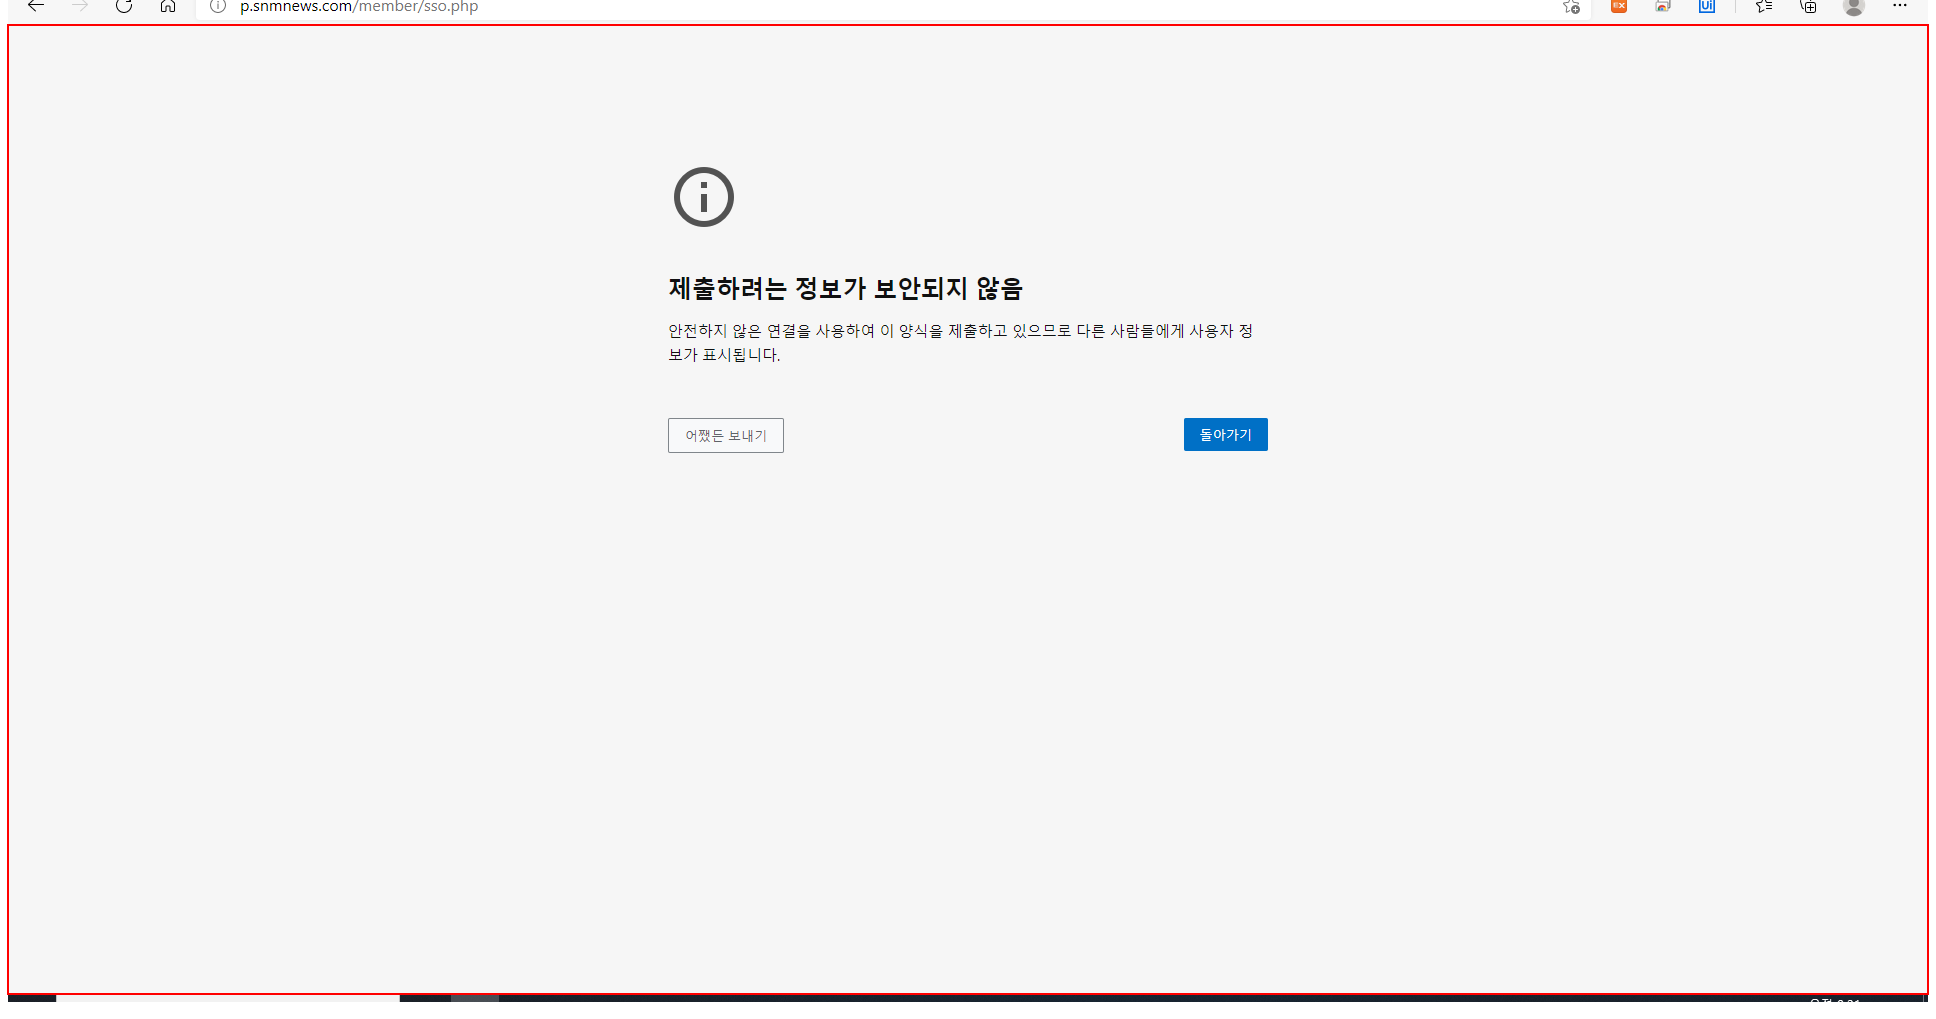 p.snmnews.com/member/sso.php
EX
Ui
제출하려는 정보가 보안되지 않음
안전하지 않은 연결을 사용하여 이 양식을 제출하고 있으므로 다른 사람들에게 사용자 정
보가 표시됩니다.
어쨌든 보내기
돌아가기